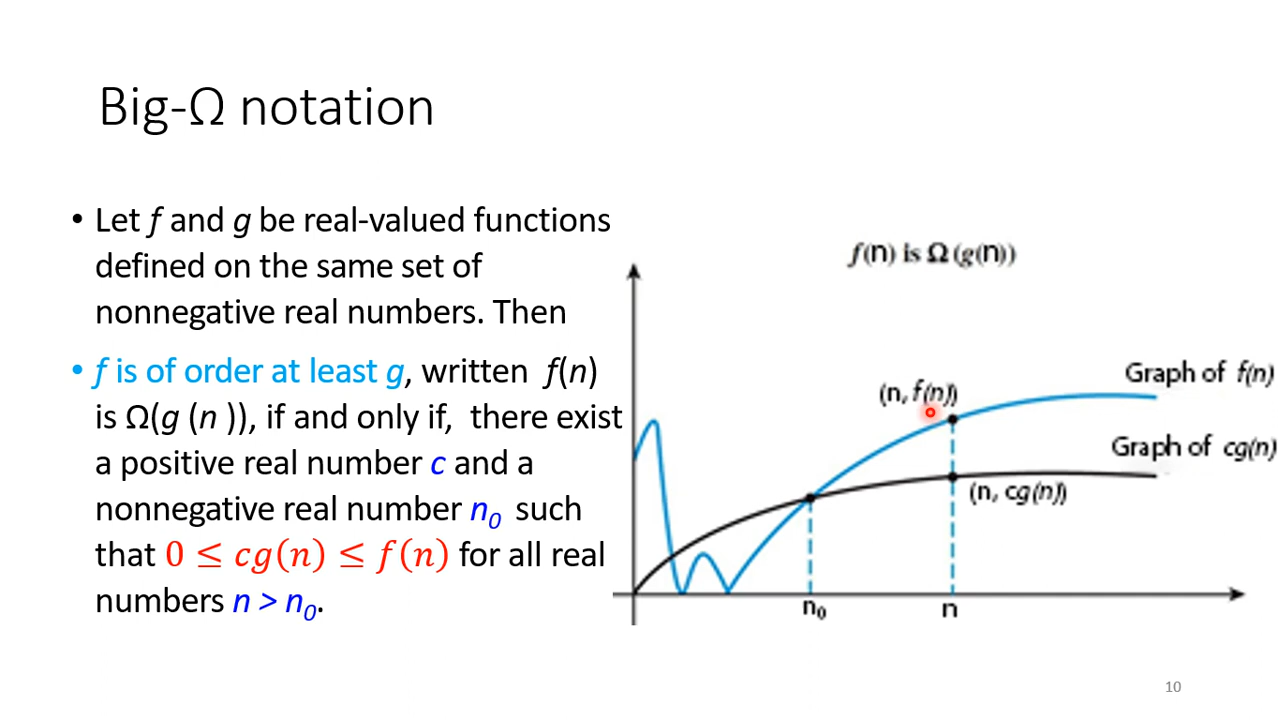 Big-Ω notation
• Let f and g be real-valued functions
defined on the same set of
nonnegative real numbers. Then
• f is of order at least g, written f(n)
is Ω(g (n )), if and only if, there exist
a positive real number c and a
nonnegative real number n₀ such
that 0 ≤ cg(n) ≤ f(n) for all real
numbers n > n₀.
f(n) is Ω (g(n))
Graph of f(n)
(n, f(n))
Graph of cg(n)
(n, cg(n))
n₀
n
10